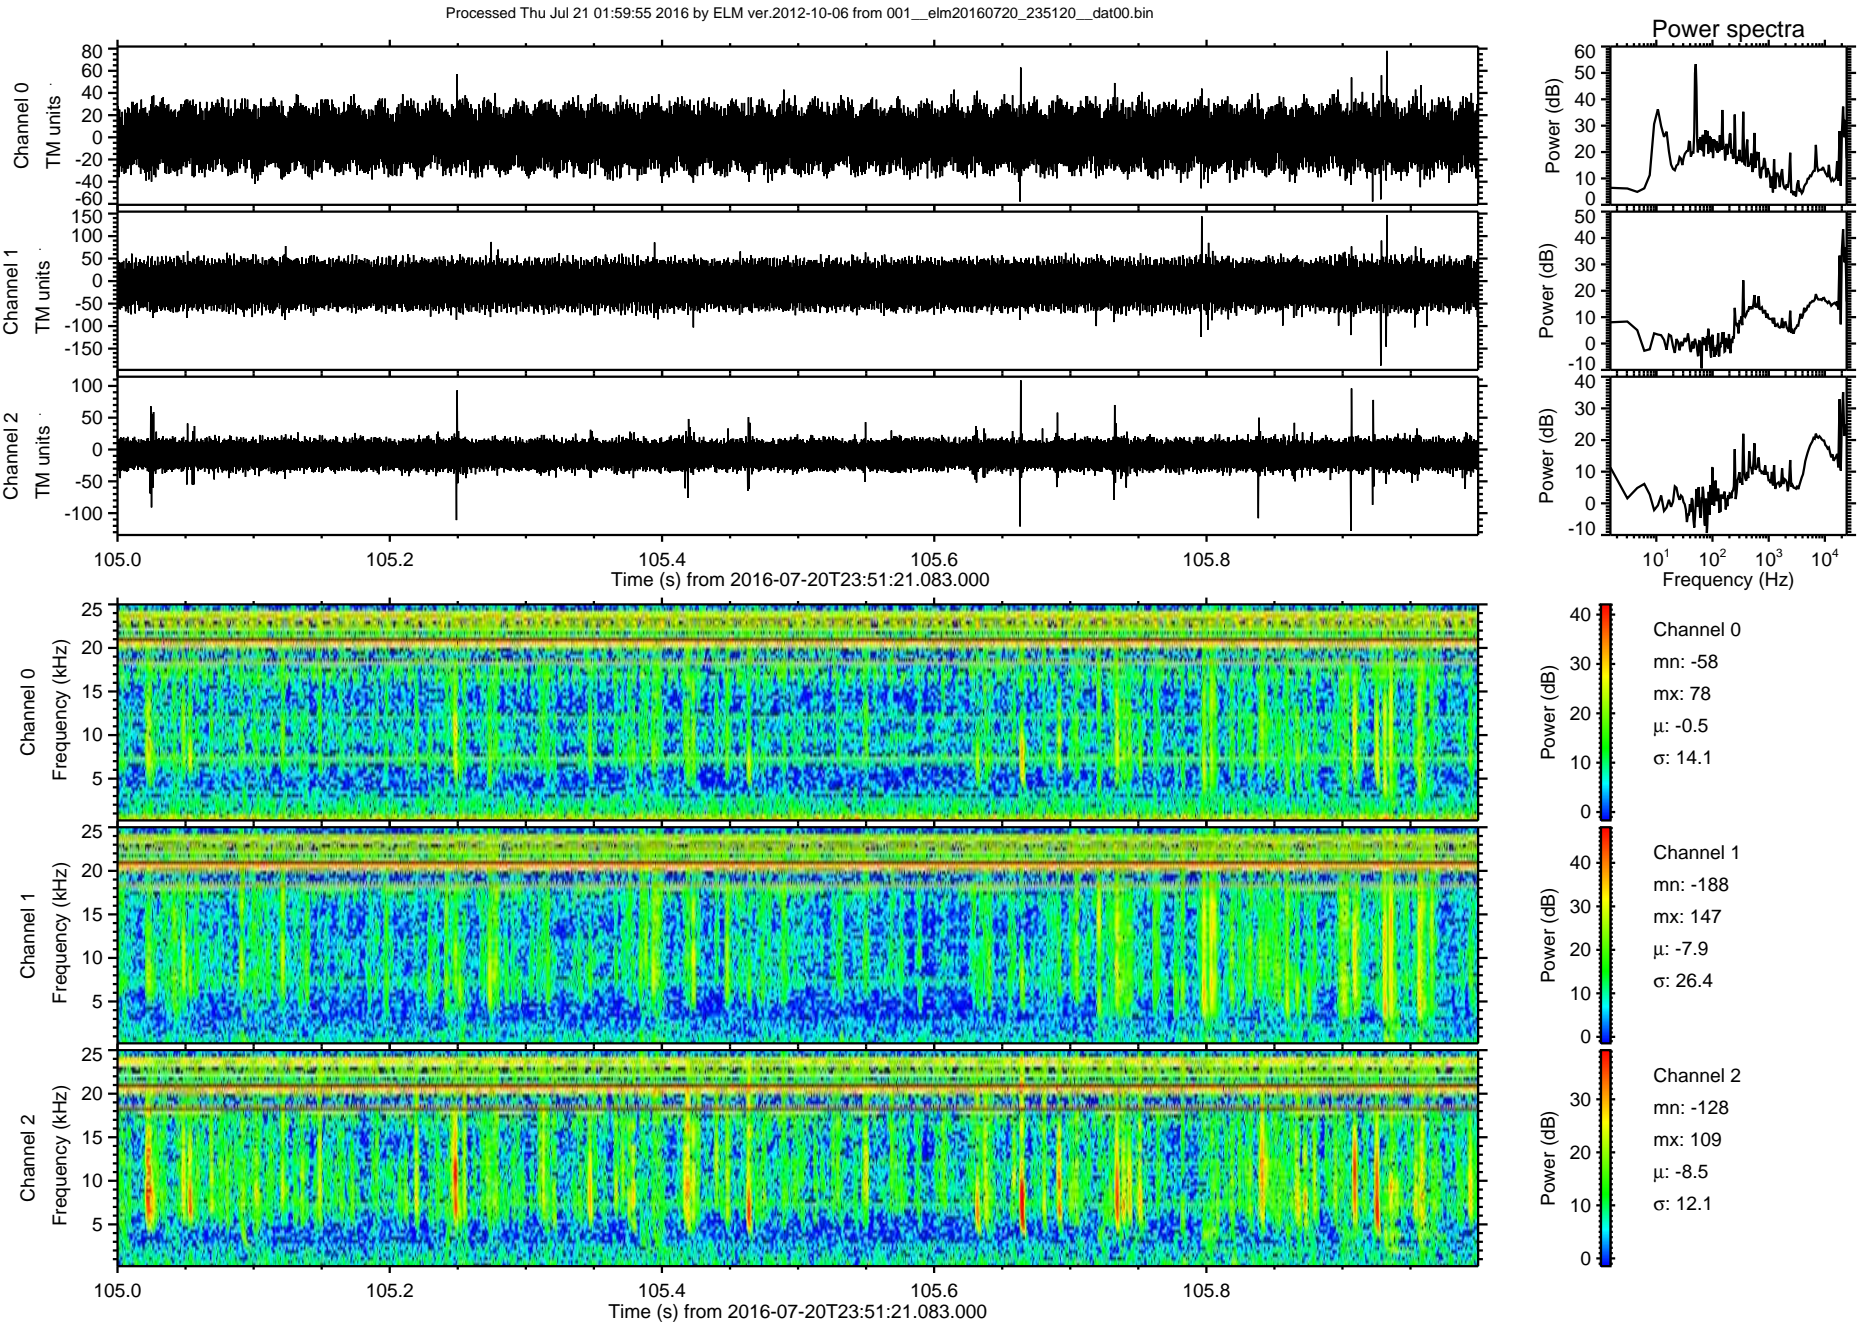 Processed Thu Jul 21 01:59:55 2016 by ELM ver.2012-10-06 from 001__elm20160720_235120__dat00.bin
Power spectra
Channel 0
TM units
80
60
40
20
0
-20
-40
-60
Power (dB)
60
50
40
30
20
10
0
Channel 1
TM units
150
100
50
0
-50
-100
-150
Power (dB)
50
40
30
20
10
0
-10
Channel 2
TM units
100
50
0
-50
-100
Power (dB)
40
30
20
10
0
-10
105.0 105.2 105.4 105.6 105.8
Time (s) from 2016-07-20T23:51:21.083.000
10¹ 10² 10³ 10⁴
Frequency (Hz)
Channel 0
Frequency (kHz)
25
20
15
10
5
Power (dB)
40
30
20
10
0
Channel 0
mn: -58
mx: 78
μ: -0.5
σ: 14.1
Channel 1
Frequency (kHz)
25
20
15
10
5
Power (dB)
40
30
20
10
0
Channel 1
mn: -188
mx: 147
μ: -7.9
σ: 26.4
Channel 2
Frequency (kHz)
25
20
15
10
5
Power (dB)
30
20
10
0
Channel 2
mn: -128
mx: 109
μ: -8.5
σ: 12.1
105.0 105.2 105.4 105.6 105.8
Time (s) from 2016-07-20T23:51:21.083.000